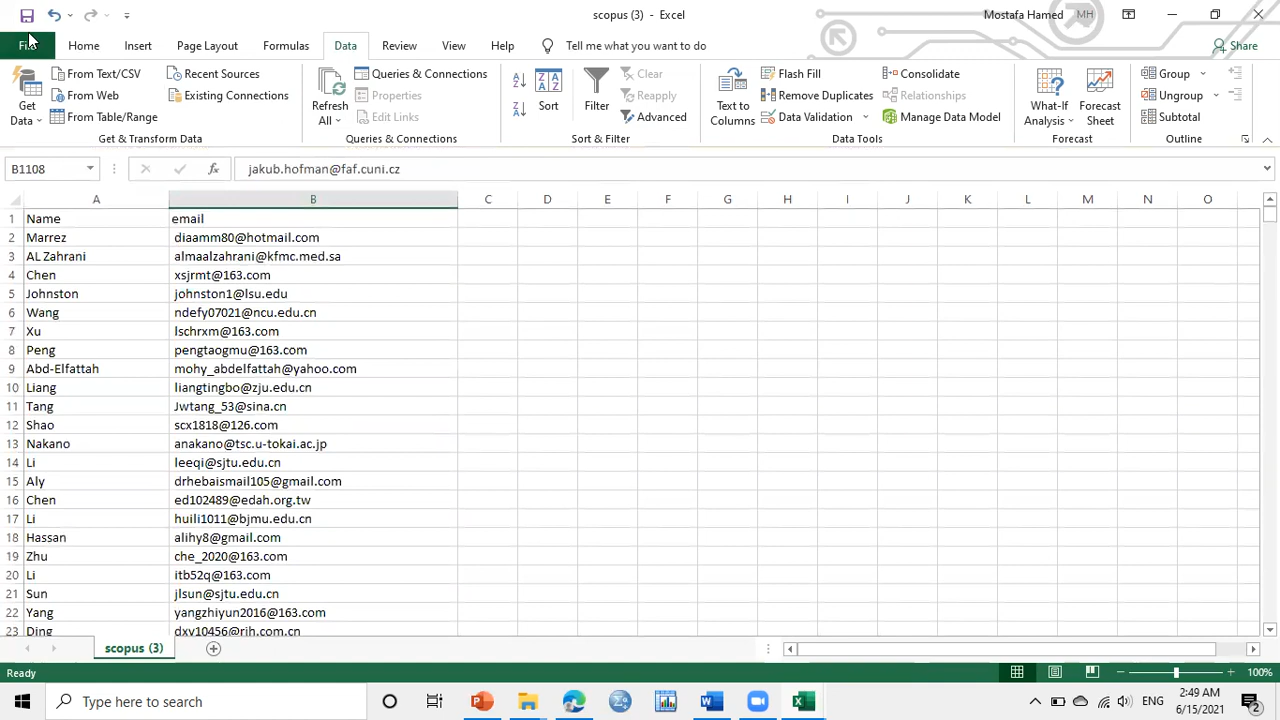 scopus (3) - Excel
Mostafa Hamed MH
File Home Insert Page Layout Formulas Data Review View Help Tell me what you want to do Share
Get Data
From Text/CSV
From Web
From Table/Range
Recent Sources
Existing Connections
Get & Transform Data
Refresh All
Queries & Connections
Properties
Edit Links
Queries & Connections
Sort
Filter
Clear
Reapply
Advanced
Sort & Filter
Text to Columns
Flash Fill
Remove Duplicates
Data Validation
Consolidate
Relationships
Manage Data Model
Data Tools
What-If Analysis
Forecast Sheet
Forecast
Group
Ungroup
Subtotal
Outline
B1108 fx jakub.hofman@faf.cuni.cz
A B C D E F G H I J K L M N O
1 Name email
2 Marrez diaamm80@hotmail.com
3 AL Zahrani almaalzahrani@kfmc.med.sa
4 Chen xsjrmt@163.com
5 Johnston johnston1@lsu.edu
6 Wang ndefy07021@ncu.edu.cn
7 Xu lschrxm@163.com
8 Peng pengtaogmu@163.com
9 Abd-Elfattah mohy_abdelfattah@yahoo.com
10 Liang liangtingbo@zju.edu.cn
11 Tang Jwtang_53@sina.cn
12 Shao scx1818@126.com
13 Nakano anakano@tsc.u-tokai.ac.jp
14 Li leeqi@sjtu.edu.cn
15 Aly drhebaismail105@gmail.com
16 Chen ed102489@edah.org.tw
17 Li huili1011@bjmu.edu.cn
18 Hassan alihy8@gmail.com
19 Zhu che_2020@163.com
20 Li itb52q@163.com
21 Sun jlsun@sjtu.edu.cn
22 Yang yangzhiyun2016@163.com
23 Ding dxy10456@rjh.com.cn
scopus (3)
Ready 100%
Type here to search
ENG
2:49 AM
6/15/2021
2